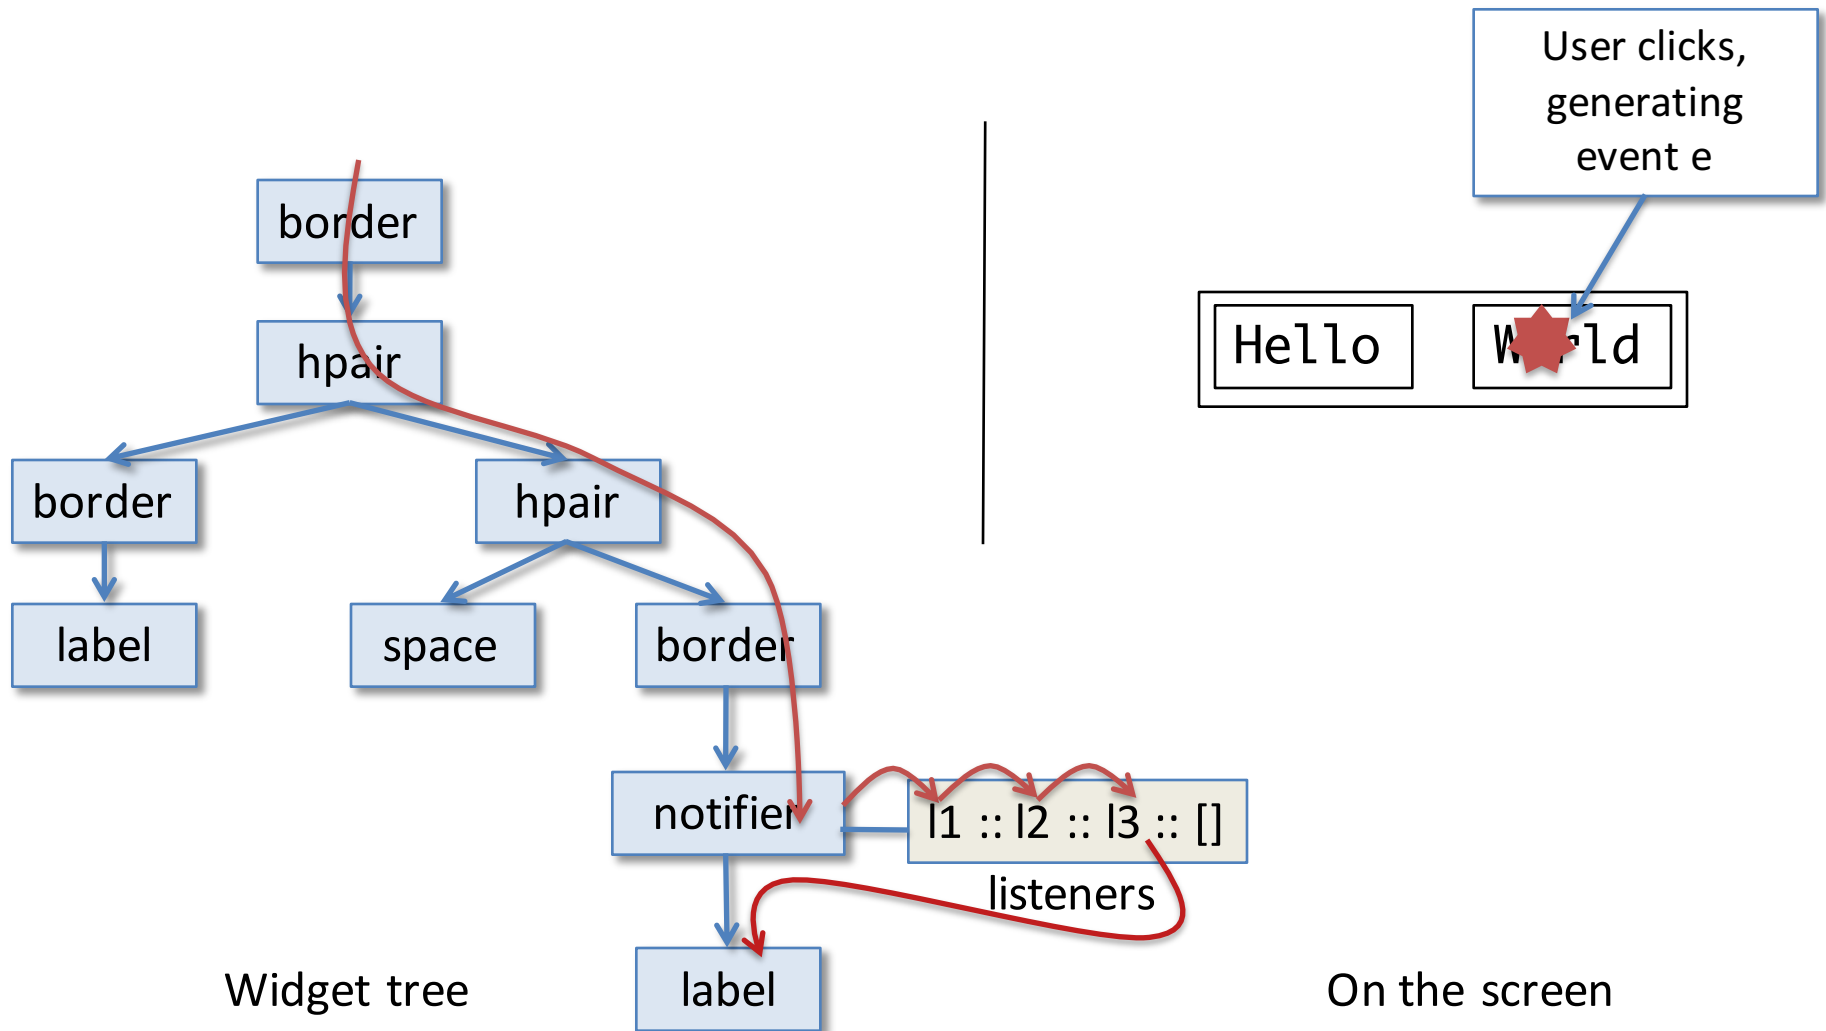 User clicks,
generating
event e
border
hpair
Hello
World
border
hpair
label
space
border
notifier
l1 :: l2 :: l3 :: []
listeners
label
Widget tree
On the screen